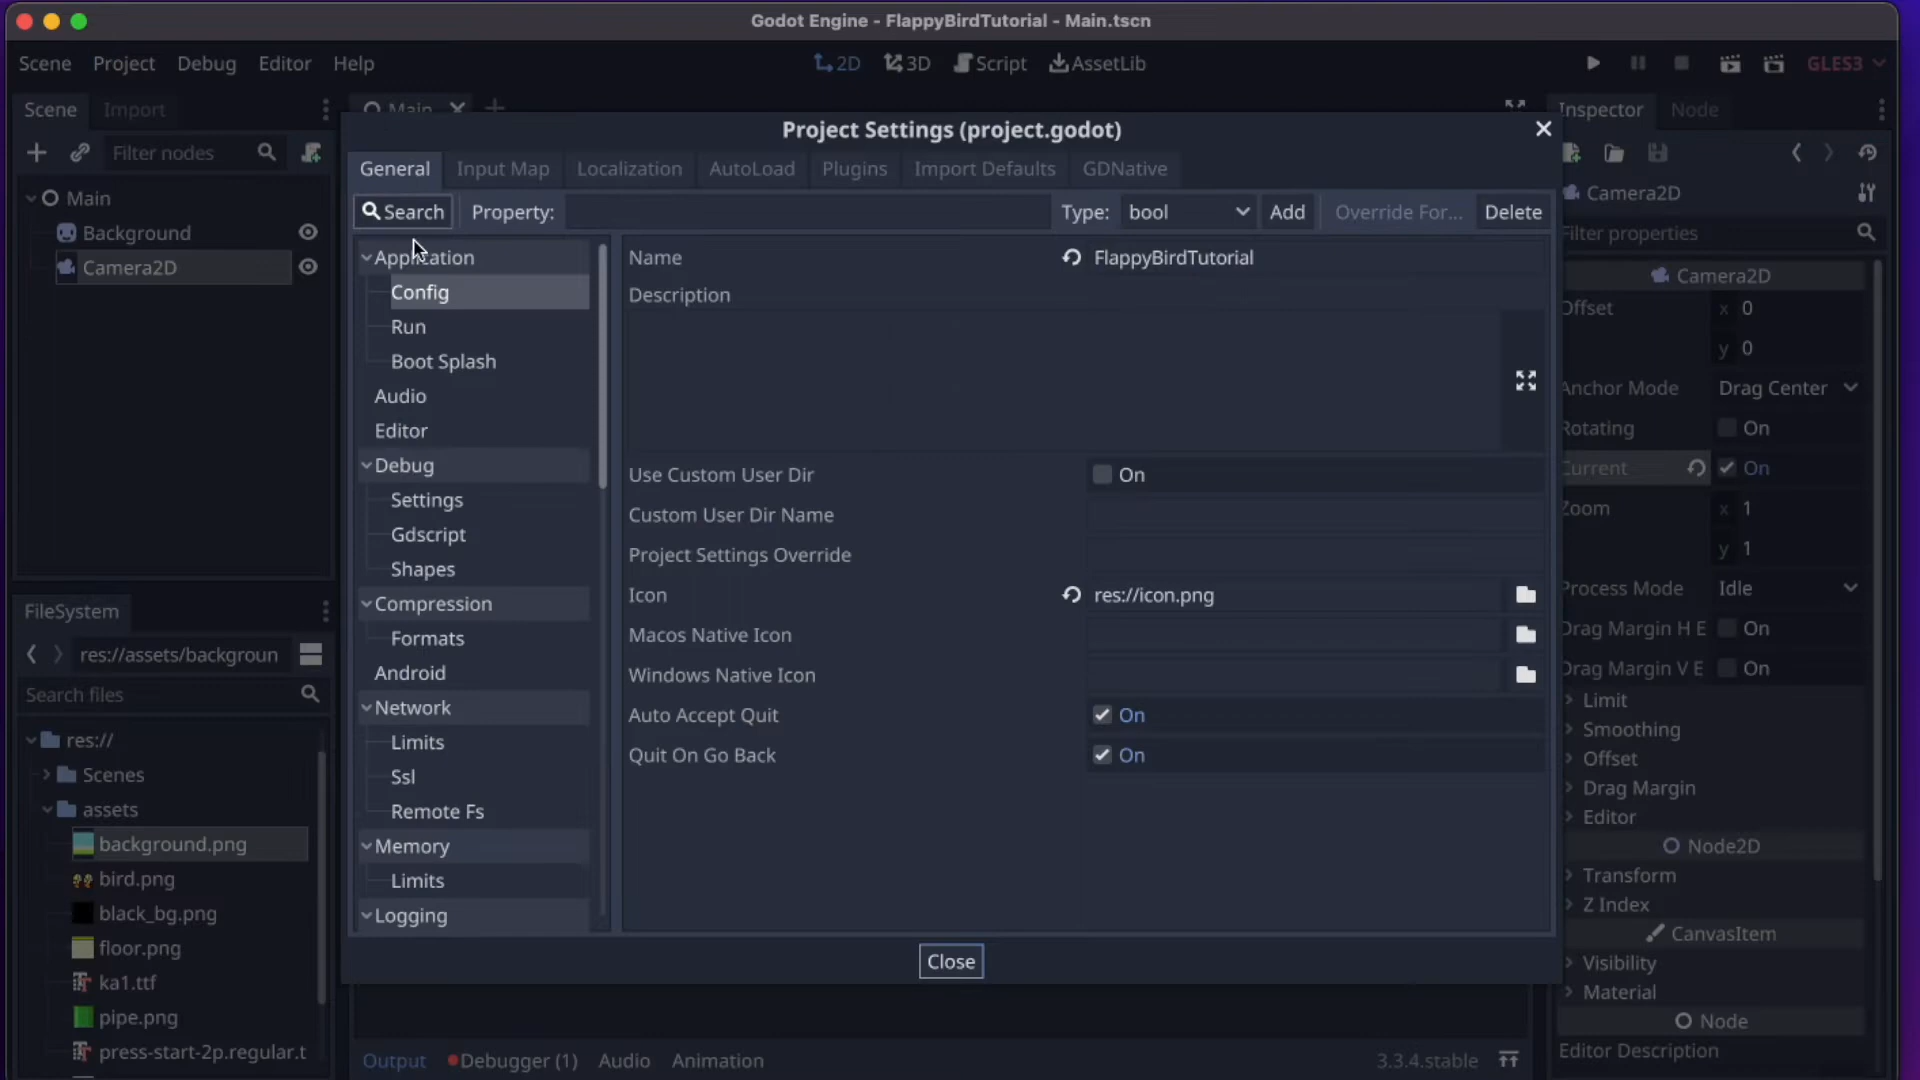 Godot Engine - FlappyBirdTutorial - Main.tscn
Scene Project Debug Editor Help
2D 3D Script AssetLib
GLES3
Scene Import
Main
Inspector Node
Filter nodes
Main
Background
Camera2D
Project Settings (project.godot)
General Input Map Localization AutoLoad Plugins Import Defaults GDNative
Search Property: Type: bool Add Override For... Delete
Application
Config
Run
Boot Splash
Audio
Editor
Debug
Settings
Gdscript
Shapes
Compression
Formats
Android
Network
Limits
Ssl
Remote Fs
Memory
Limits
Logging
Name FlappyBirdTutorial
Description
Use Custom User Dir On
Custom User Dir Name
Project Settings Override
Icon res://icon.png
Macos Native Icon
Windows Native Icon
Auto Accept Quit On
Quit On Go Back On
Close
Camera2D
Filter properties
Camera2D
Offset x 0
y 0
Anchor Mode Drag Center
Rotating On
Current On
Zoom x 1
y 1
Process Mode Idle
Drag Margin H E On
Drag Margin V E On
Limit
Smoothing
Offset
Drag Margin
Editor
Node2D
Transform
Z Index
CanvasItem
Visibility
Material
Node
Editor Description
FileSystem
res://assets/backgroun
Search files
res://
Scenes
assets
background.png
bird.png
black_bg.png
floor.png
ka1.ttf
pipe.png
press-start-2p.regular.t
Output Debugger (1) Audio Animation
3.3.4.stable